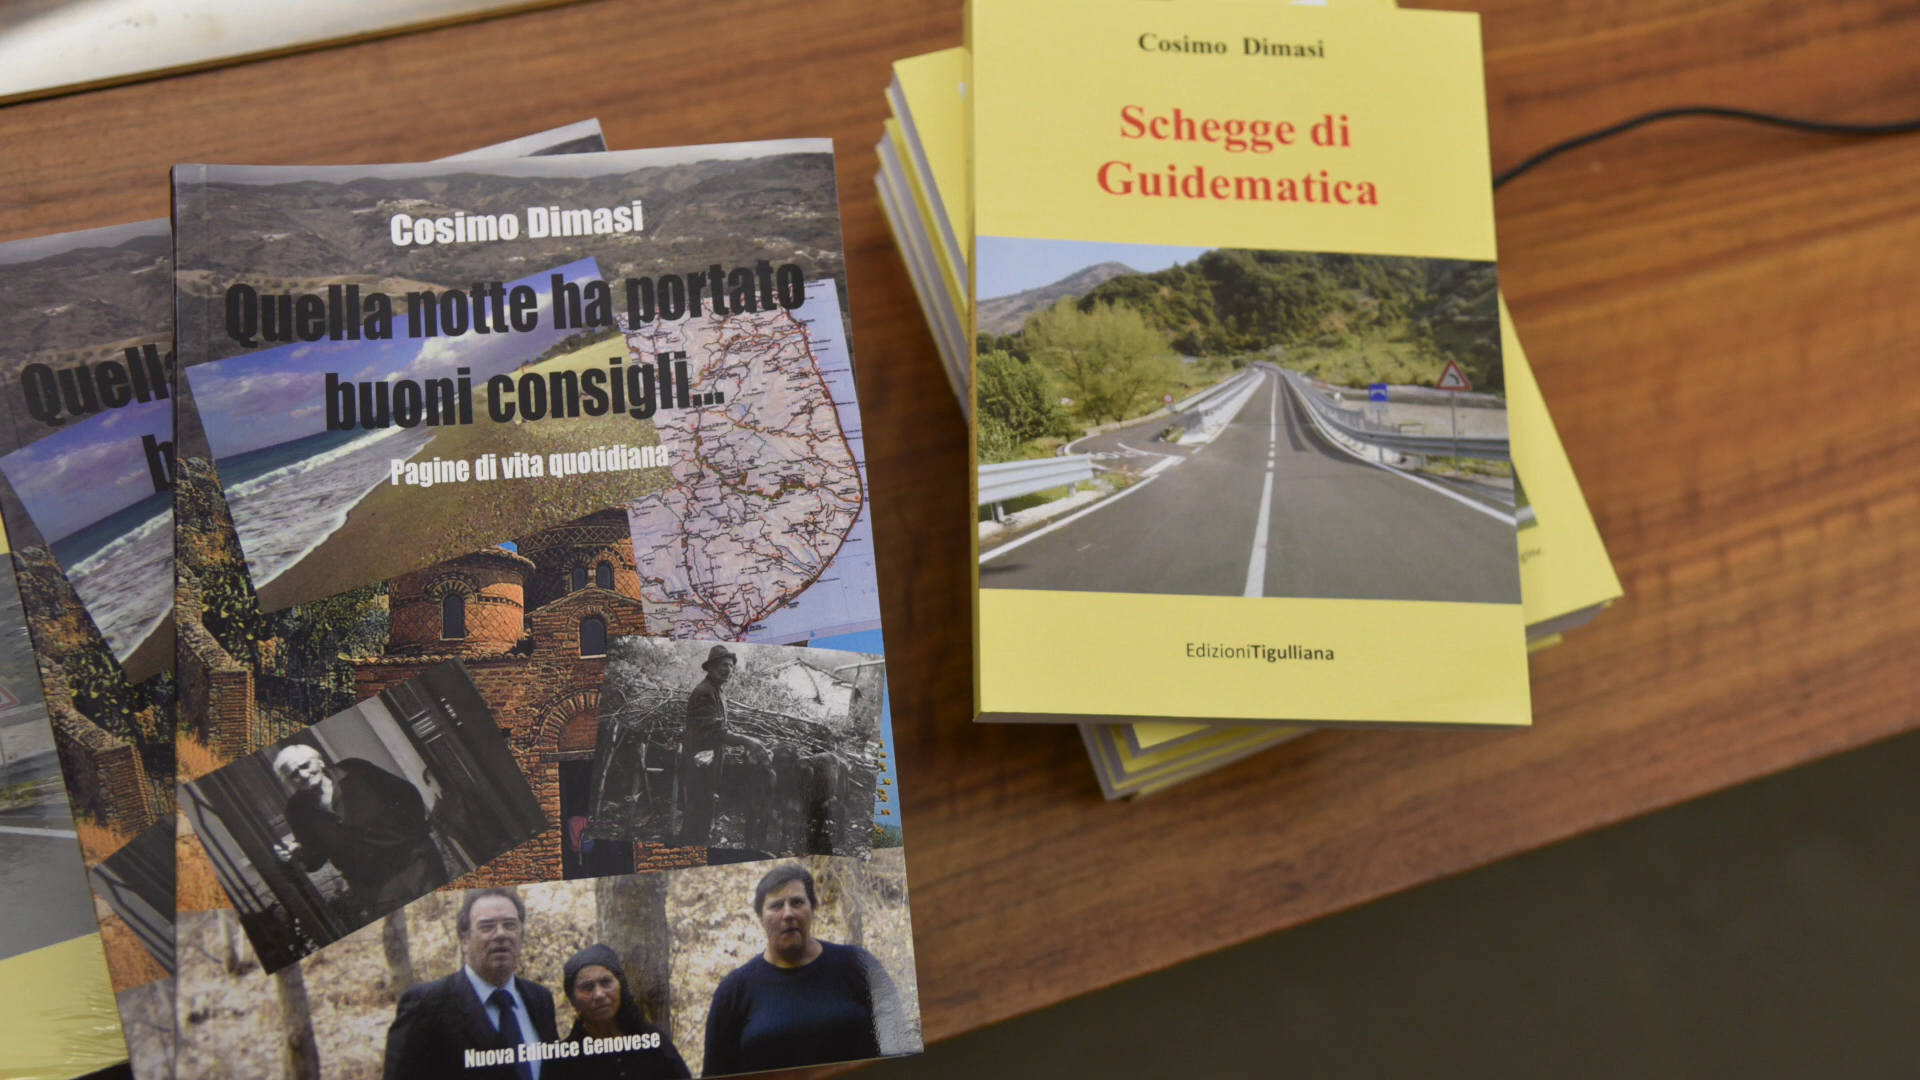 Cosimo Dimasi
Quella notte ha portato
buoni consigli...
Pagine di vita quotidiana
Nuova Editrice Genovese
Quell
b
Cosimo Dimasi
Schegge di
Guidematica
EdizioniTigulliana